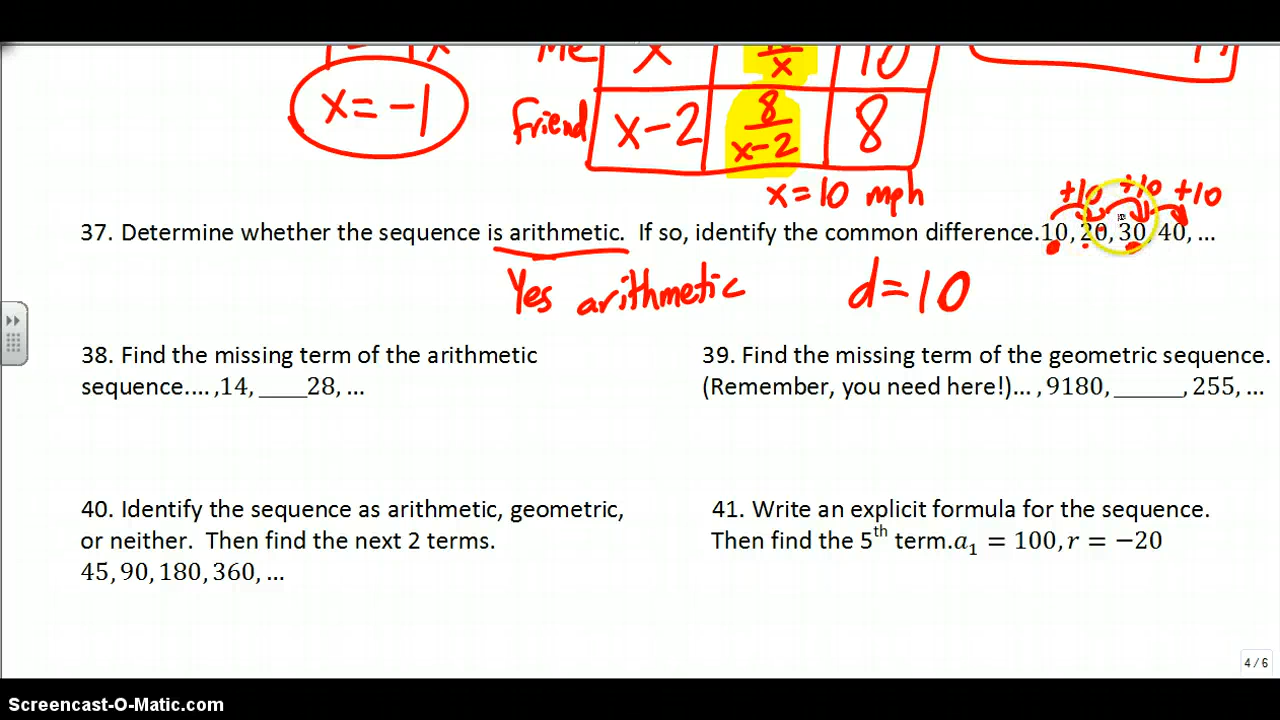 Me x x 10
x = -1 Friend x-2 8/x-2 8
x = 10 mph +10 +10 +10
37. Determine whether the sequence is arithmetic. If so, identify the common difference.10, 20, 30, 40, ...
Yes arithmetic d = 10
38. Find the missing term of the arithmetic
sequence.... ,14, ____28, ...
39. Find the missing term of the geometric sequence.
(Remember, you need here!)... , 9180, ______, 255, ...
40. Identify the sequence as arithmetic, geometric,
or neither. Then find the next 2 terms.
45, 90, 180, 360, ...
41. Write an explicit formula for the sequence.
Then find the 5th term.a₁ = 100, r = −20
4 / 6
Screencast-O-Matic.com